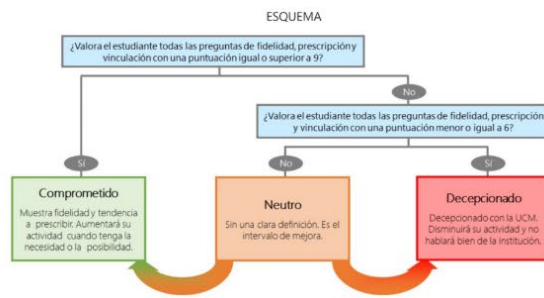 ESQUEMA
¿Valora el estudiante todas las preguntas de fidelidad, prescripción y
vinculación con una puntuación igual o superior a 9?
No
¿Valora el estudiante todas las preguntas de fidelidad, prescripción
y vinculación con una puntuación menor o igual a 6?
Sí
No
Sí
Comprometido
Muestra fidelidad y tendencia
a prescribir. Aumentará su
actividad cuando tenga la
necesidad o la posibilidad.
Neutro
Sin una clara definición. Es el
intervalo de mejora.
Decepcionado
Decepcionado con la UCM.
Disminuirá su actividad y no
hablará bien de la institución.